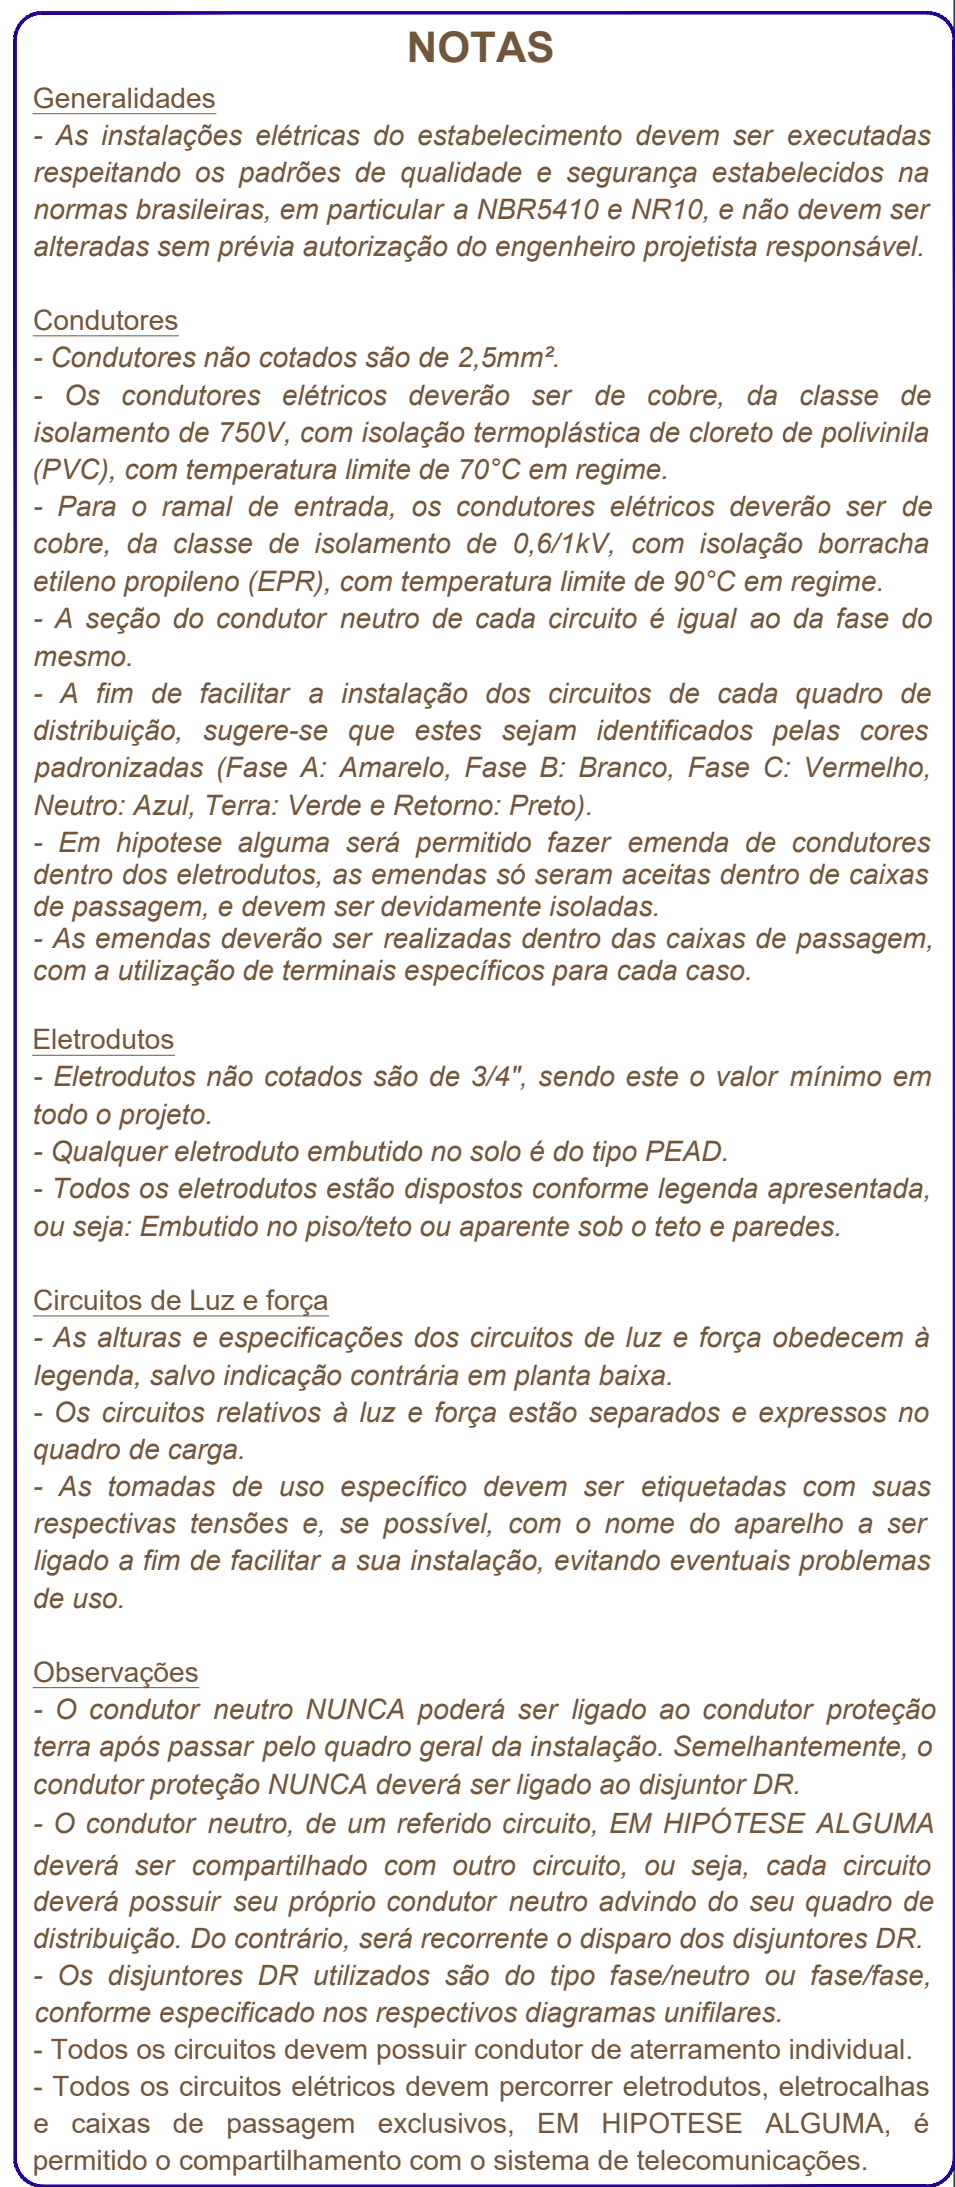 NOTAS
Generalidades
- As instalações elétricas do estabelecimento devem ser executadas
respeitando os padrões de qualidade e segurança estabelecidos na
normas brasileiras, em particular a NBR5410 e NR10, e não devem ser
alteradas sem prévia autorização do engenheiro projetista responsável.
Condutores
- Condutores não cotados são de 2,5mm².
- Os condutores elétricos deverão ser de cobre, da classe de
isolamento de 750V, com isolação termoplástica de cloreto de polivinila
(PVC), com temperatura limite de 70°C em regime.
- Para o ramal de entrada, os condutores elétricos deverão ser de
cobre, da classe de isolamento de 0,6/1kV, com isolação borracha
etileno propileno (EPR), com temperatura limite de 90°C em regime.
- A seção do condutor neutro de cada circuito é igual ao da fase do
mesmo.
- A fim de facilitar a instalação dos circuitos de cada quadro de
distribuição, sugere-se que estes sejam identificados pelas cores
padronizadas (Fase A: Amarelo, Fase B: Branco, Fase C: Vermelho,
Neutro: Azul, Terra: Verde e Retorno: Preto).
- Em hipotese alguma será permitido fazer emenda de condutores
dentro dos eletrodutos, as emendas só seram aceitas dentro de caixas
de passagem, e devem ser devidamente isoladas.
- As emendas deverão ser realizadas dentro das caixas de passagem,
com a utilização de terminais específicos para cada caso.
Eletrodutos
- Eletrodutos não cotados são de 3/4", sendo este o valor mínimo em
todo o projeto.
- Qualquer eletroduto embutido no solo é do tipo PEAD.
- Todos os eletrodutos estão dispostos conforme legenda apresentada,
ou seja: Embutido no piso/teto ou aparente sob o teto e paredes.
Circuitos de Luz e força
- As alturas e especificações dos circuitos de luz e força obedecem à
legenda, salvo indicação contrária em planta baixa.
- Os circuitos relativos à luz e força estão separados e expressos no
quadro de carga.
- As tomadas de uso específico devem ser etiquetadas com suas
respectivas tensões e, se possível, com o nome do aparelho a ser
ligado a fim de facilitar a sua instalação, evitando eventuais problemas
de uso.
Observações
- O condutor neutro NUNCA poderá ser ligado ao condutor proteção
terra após passar pelo quadro geral da instalação. Semelhantemente, o
condutor proteção NUNCA deverá ser ligado ao disjuntor DR.
- O condutor neutro, de um referido circuito, EM HIPÓTESE ALGUMA
deverá ser compartilhado com outro circuito, ou seja, cada circuito
deverá possuir seu próprio condutor neutro advindo do seu quadro de
distribuição. Do contrário, será recorrente o disparo dos disjuntores DR.
- Os disjuntores DR utilizados são do tipo fase/neutro ou fase/fase,
conforme especificado nos respectivos diagramas unifilares.
- Todos os circuitos devem possuir condutor de aterramento individual.
- Todos os circuitos elétricos devem percorrer eletrodutos, eletrocalhas
e caixas de passagem exclusivos, EM HIPOTESE ALGUMA, é
permitido o compartilhamento com o sistema de telecomunicações.